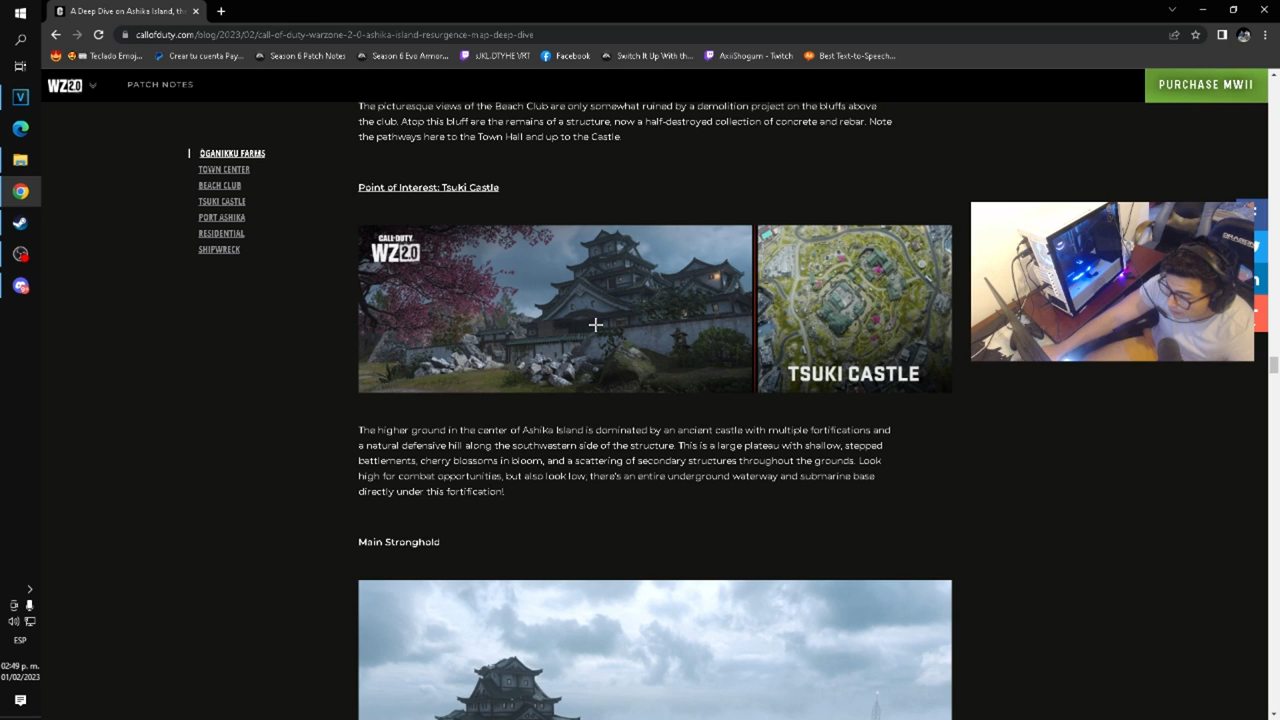 A Deep Dive on Ashika Island, the
callofduty.com/blog/2023/02/call-of-duty-warzone-2-0-ashika-island-resurgence-map-deep-dive
Teclado Emoj...
Crear tu cuenta Pay...
Season 6 Patch Notes
Season 6 Evo Armor...
Facebook
Switch It Up With th...
AxiiShogum - Twitch
Best Text-to-Speech...
WZ 2.0
PATCH NOTES
PURCHASE MWII
The picturesque views of the Beach Club are only somewhat ruined by a demolition project on the bluffs above
the club. Atop this bluff are the remains of a structure, now a half-destroyed collection of concrete and rebar. Note
the pathways here to the Town Hall and up to the Castle.
OGANIKKU FARMS
TOWN CENTER
BEACH CLUB
TSUKI CASTLE
PORT ASHIKA
RESIDENTIAL
SHIPWRECK
Point of Interest: Tsuki Castle
CALL·DUTY
WZ 2.0
TSUKI CASTLE
The higher ground in the center of Ashika Island is dominated by an ancient castle with multiple fortifications and
a natural defensive hill along the southwestern side of the structure. This is a large plateau with shallow, stepped
battlements, cherry blossoms in bloom, and a scattering of secondary structures throughout the grounds. Look
high for combat opportunities, but also look low, there's an entire underground waterway and submarine base
directly under this fortification!
Main Stronghold
ESP
02:49 p. m.
01/02/2023